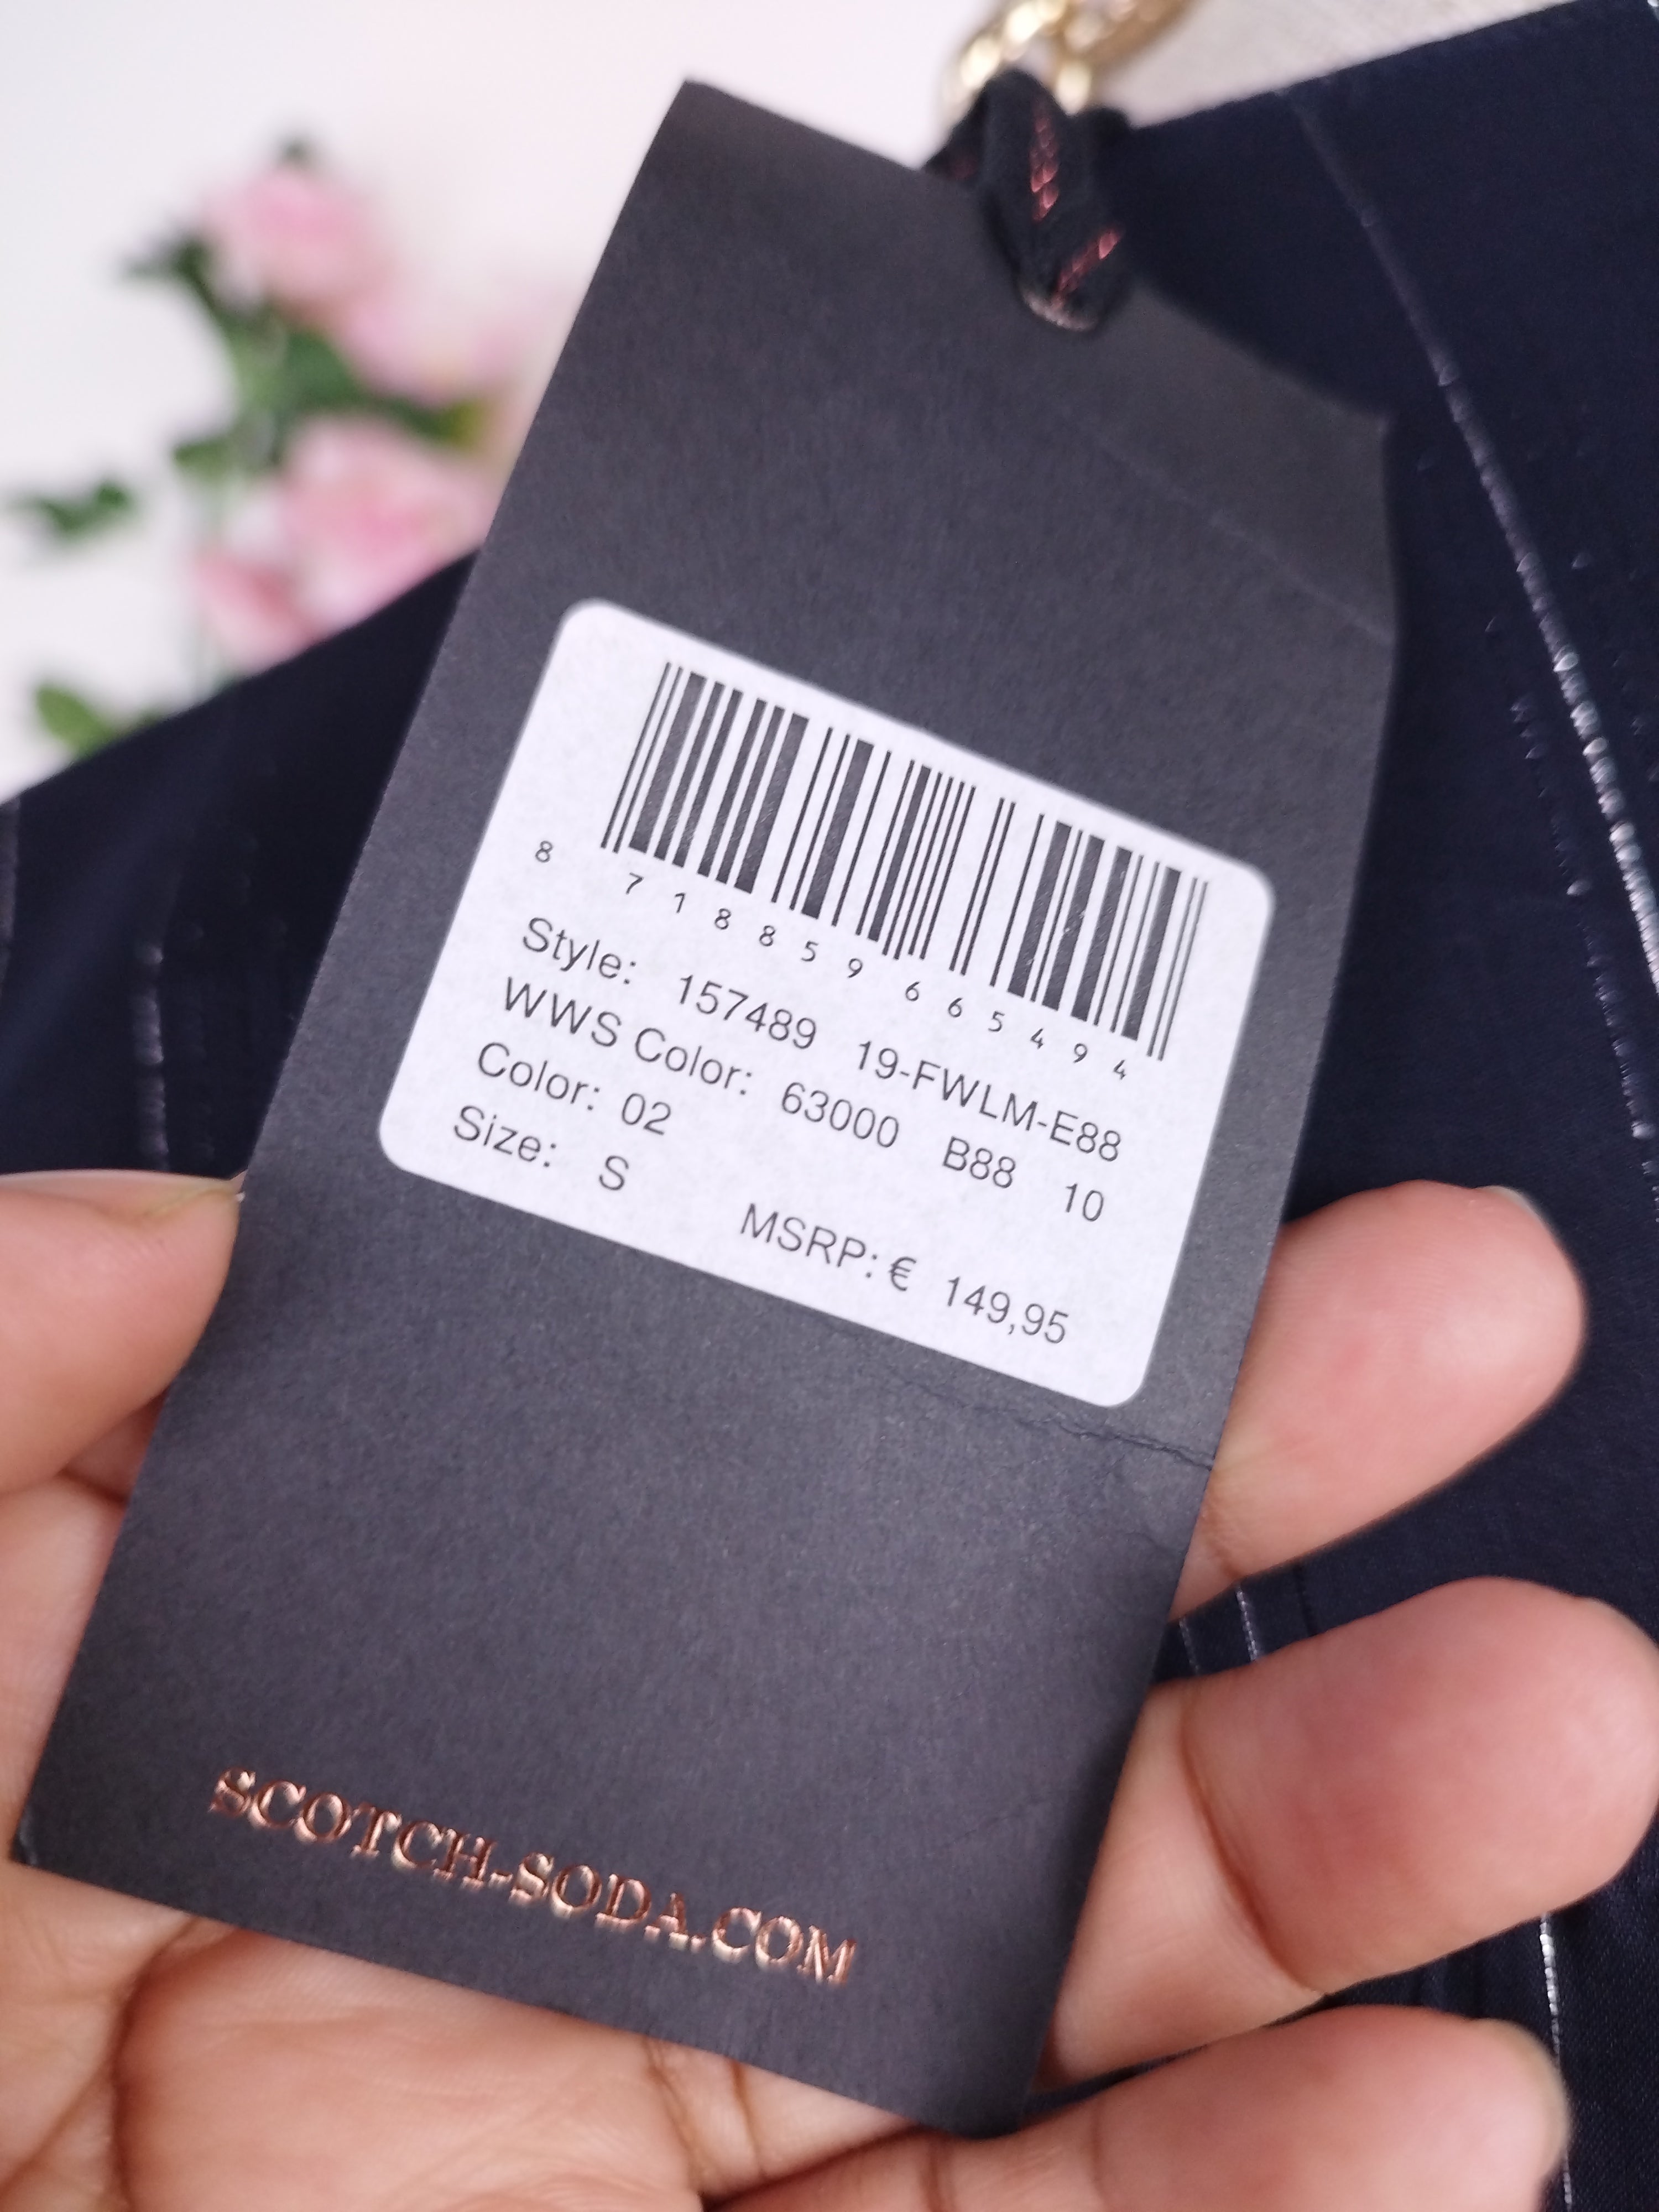 8 718859 665494
Style: 157489 19-FWLM-E88
WWS Color: 63000 B88 10
Color: 02
Size: S
MSRP: € 149,95
SCOTCH-SODA.COM